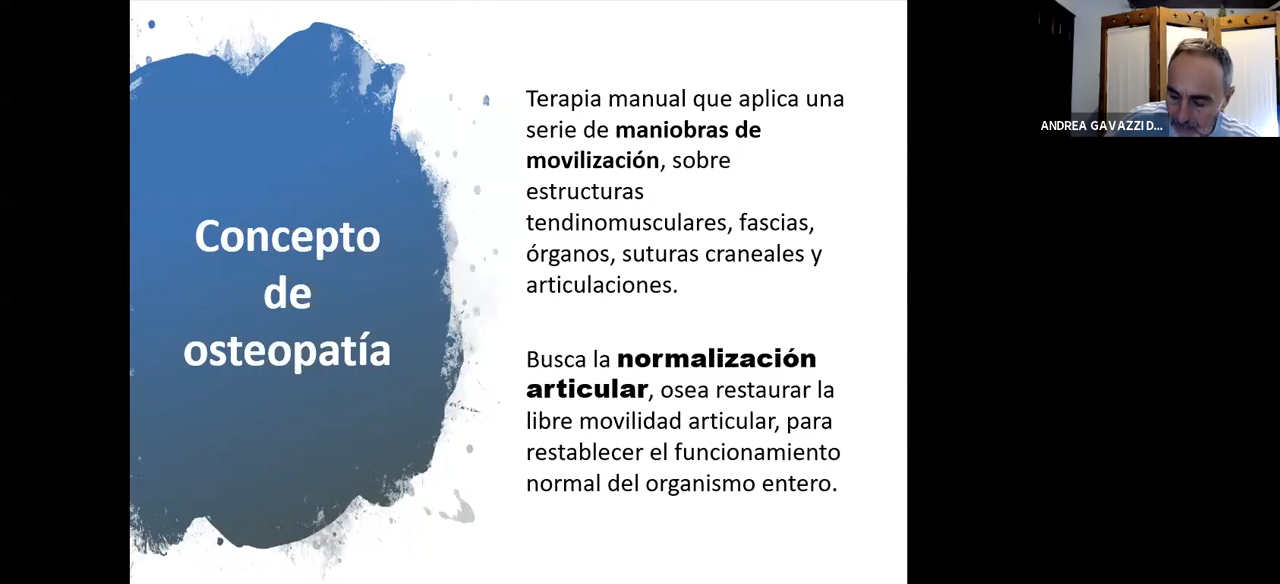 Concepto
de
osteopatía
Terapia manual que aplica una
serie de maniobras de
movilización, sobre
estructuras
tendinomusculares, fascias,
órganos, suturas craneales y
articulaciones.
Busca la normalización
articular, osea restaurar la
libre movilidad articular, para
restablecer el funcionamiento
normal del organismo entero.
ANDREA GAVAZZI D...